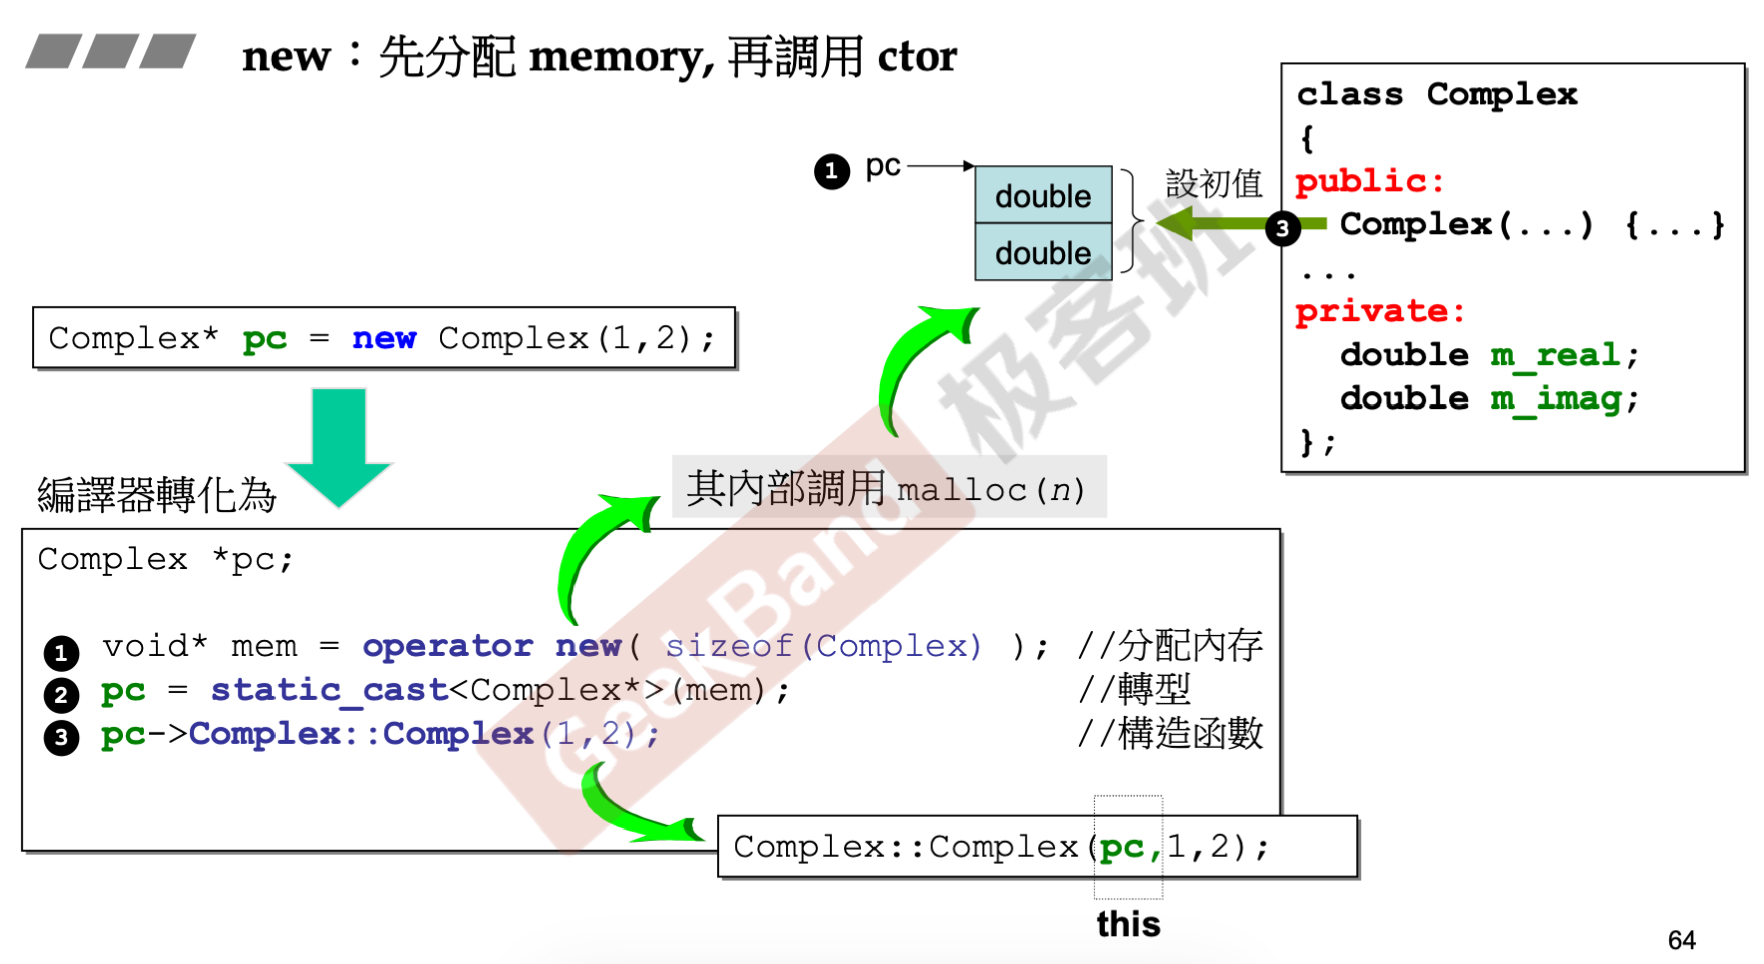 new：先分配 memory, 再調用 ctor
class Complex
{
public:
Complex(...) {...}
...
private:
double m_real;
double m_imag;
};
1 pc
double
double
設初值
3
Complex* pc = new Complex(1,2);
編譯器轉化為
其內部調用 malloc(n)
Complex *pc;
1 void* mem = operator new( sizeof(Complex) ); //分配內存
2 pc = static_cast<Complex*>(mem); //轉型
3 pc->Complex::Complex(1,2); //構造函數
Complex::Complex(pc,1,2);
this
GeekBand 极客班
64